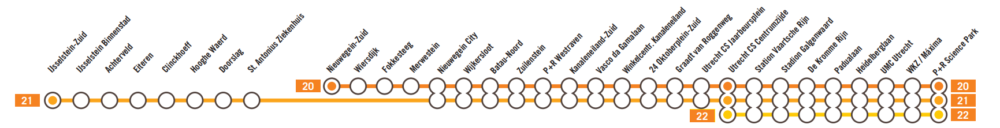 IJsselstein-Zuid
IJsselstein Binnenstad
Achterveld
Eiteren
Clinckhoeff
Hooghe Waerd
Doorslag
St. Antonius Ziekenhuis
Nieuwegein-Zuid
Wiersdijk
Fokkesteeg
Merwestein
Nieuwegein City
Wijkersloot
Batau-Noord
Zuilenstein
P+R Westraven
Kanaleneiland-Zuid
Vasco da Gamalaan
Winkelcentr. Kanaleneiland
24 Oktoberplein-Zuid
Graadt van Roggenweg
Utrecht CS Jaarbeursplein
Utrecht CS Centrumzijde
Station Vaartsche Rijn
Station Galgenwaard
De Kromme Rijn
Padualaan
Heidelberglaan
UMC Utrecht
WKZ / Máxima
P+R Science Park
20
20
21
21
22
22